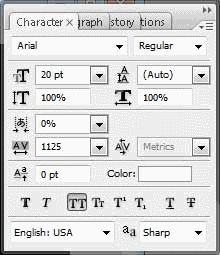 Character × graph story tions
Arial Regular
20 pt (Auto)
100% 100%
0%
1125 Metrics
0 pt Color:
T T TT Tr T¹ T₁ T T
English: USA aa Sharp